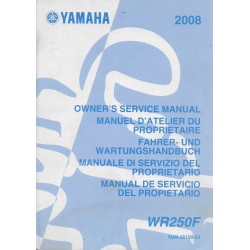 YAMAHA
2008
OWNER'S SERVICE MANUAL
MANUEL D'ATELIER DU
PROPRIETAIRE
FAHRER- UND
WARTUNGSHANDBUCH
MANUALE DI SERVIZIO DEL
PROPRIETARIO
MANUAL DE SERVICIO
DEL PROPIETARIO
WR250F